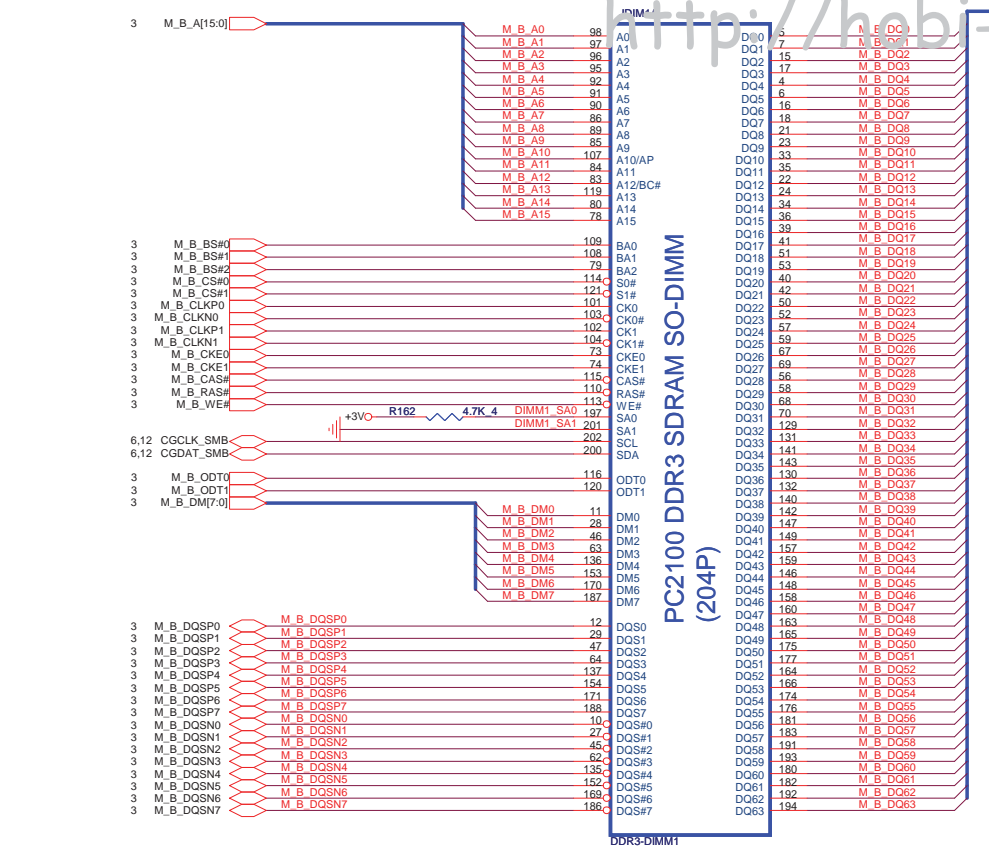 http://hobi-
JDIM1
3 M_B_A[15:0]
M_B_A0 98 A0
M_B_A1 97 A1
M_B_A2 96 A2
M_B_A3 95 A3
M_B_A4 92 A4
M_B_A5 91 A5
M_B_A6 90 A6
M_B_A7 86 A7
M_B_A8 89 A8
M_B_A9 85 A9
M_B_A10 107 A10/AP
M_B_A11 84 A11
M_B_A12 83 A12/BC#
M_B_A13 119 A13
M_B_A14 80 A14
M_B_A15 78 A15
3 M_B_BS#0 109 BA0
3 M_B_BS#1 108 BA1
3 M_B_BS#2 79 BA2
3 M_B_CS#0 114 S0#
3 M_B_CS#1 121 S1#
3 M_B_CLKP0 101 CK0
3 M_B_CLKN0 103 CK0#
3 M_B_CLKP1 102 CK1
3 M_B_CLKN1 104 CK1#
3 M_B_CKE0 73 CKE0
3 M_B_CKE1 74 CKE1
3 M_B_CAS# 115 CAS#
3 M_B_RAS# 110 RAS#
3 M_B_WE# 113 WE#
+3V R162 4.7K_4 DIMM1_SA0 197 SA0
DIMM1_SA1 201 SA1
6,12 CGCLK_SMB 202 SCL
6,12 CGDAT_SMB 200 SDA
3 M_B_ODT0 116 ODT0
3 M_B_ODT1 120 ODT1
3 M_B_DM[7:0]
M_B_DM0 11 DM0
M_B_DM1 28 DM1
M_B_DM2 46 DM2
M_B_DM3 63 DM3
M_B_DM4 136 DM4
M_B_DM5 153 DM5
M_B_DM6 170 DM6
M_B_DM7 187 DM7
3 M_B_DQSP0 M_B_DQSP0 12 DQS0
3 M_B_DQSP1 M_B_DQSP1 29 DQS1
3 M_B_DQSP2 M_B_DQSP2 47 DQS2
3 M_B_DQSP3 M_B_DQSP3 64 DQS3
3 M_B_DQSP4 M_B_DQSP4 137 DQS4
3 M_B_DQSP5 M_B_DQSP5 154 DQS5
3 M_B_DQSP6 M_B_DQSP6 171 DQS6
3 M_B_DQSP7 M_B_DQSP7 188 DQS7
3 M_B_DQSN0 M_B_DQSN0 10 DQS#0
3 M_B_DQSN1 M_B_DQSN1 27 DQS#1
3 M_B_DQSN2 M_B_DQSN2 45 DQS#2
3 M_B_DQSN3 M_B_DQSN3 62 DQS#3
3 M_B_DQSN4 M_B_DQSN4 135 DQS#4
3 M_B_DQSN5 M_B_DQSN5 152 DQS#5
3 M_B_DQSN6 M_B_DQSN6 169 DQS#6
3 M_B_DQSN7 M_B_DQSN7 186 DQS#7
PC2100 DDR3 SDRAM SO-DIMM
(204P)
DQ0 5 M_B_DQ0
DQ1 7 M_B_DQ1
DQ2 15 M_B_DQ2
DQ3 17 M_B_DQ3
DQ4 4 M_B_DQ4
DQ5 6 M_B_DQ5
DQ6 16 M_B_DQ6
DQ7 18 M_B_DQ7
DQ8 21 M_B_DQ8
DQ9 23 M_B_DQ9
DQ10 33 M_B_DQ10
DQ11 35 M_B_DQ11
DQ12 22 M_B_DQ12
DQ13 24 M_B_DQ13
DQ14 34 M_B_DQ14
DQ15 36 M_B_DQ15
DQ16 39 M_B_DQ16
DQ17 41 M_B_DQ17
DQ18 51 M_B_DQ18
DQ19 53 M_B_DQ19
DQ20 40 M_B_DQ20
DQ21 42 M_B_DQ21
DQ22 50 M_B_DQ22
DQ23 52 M_B_DQ23
DQ24 57 M_B_DQ24
DQ25 59 M_B_DQ25
DQ26 67 M_B_DQ26
DQ27 69 M_B_DQ27
DQ28 56 M_B_DQ28
DQ29 58 M_B_DQ29
DQ30 68 M_B_DQ30
DQ31 70 M_B_DQ31
DQ32 129 M_B_DQ32
DQ33 131 M_B_DQ33
DQ34 141 M_B_DQ34
DQ35 143 M_B_DQ35
DQ36 130 M_B_DQ36
DQ37 132 M_B_DQ37
DQ38 140 M_B_DQ38
DQ39 142 M_B_DQ39
DQ40 147 M_B_DQ40
DQ41 149 M_B_DQ41
DQ42 157 M_B_DQ42
DQ43 159 M_B_DQ43
DQ44 146 M_B_DQ44
DQ45 148 M_B_DQ45
DQ46 158 M_B_DQ46
DQ47 160 M_B_DQ47
DQ48 163 M_B_DQ48
DQ49 165 M_B_DQ49
DQ50 175 M_B_DQ50
DQ51 177 M_B_DQ51
DQ52 164 M_B_DQ52
DQ53 166 M_B_DQ53
DQ54 174 M_B_DQ54
DQ55 176 M_B_DQ55
DQ56 181 M_B_DQ56
DQ57 183 M_B_DQ57
DQ58 191 M_B_DQ58
DQ59 193 M_B_DQ59
DQ60 180 M_B_DQ60
DQ61 182 M_B_DQ61
DQ62 192 M_B_DQ62
DQ63 194 M_B_DQ63
DDR3-DIMM1